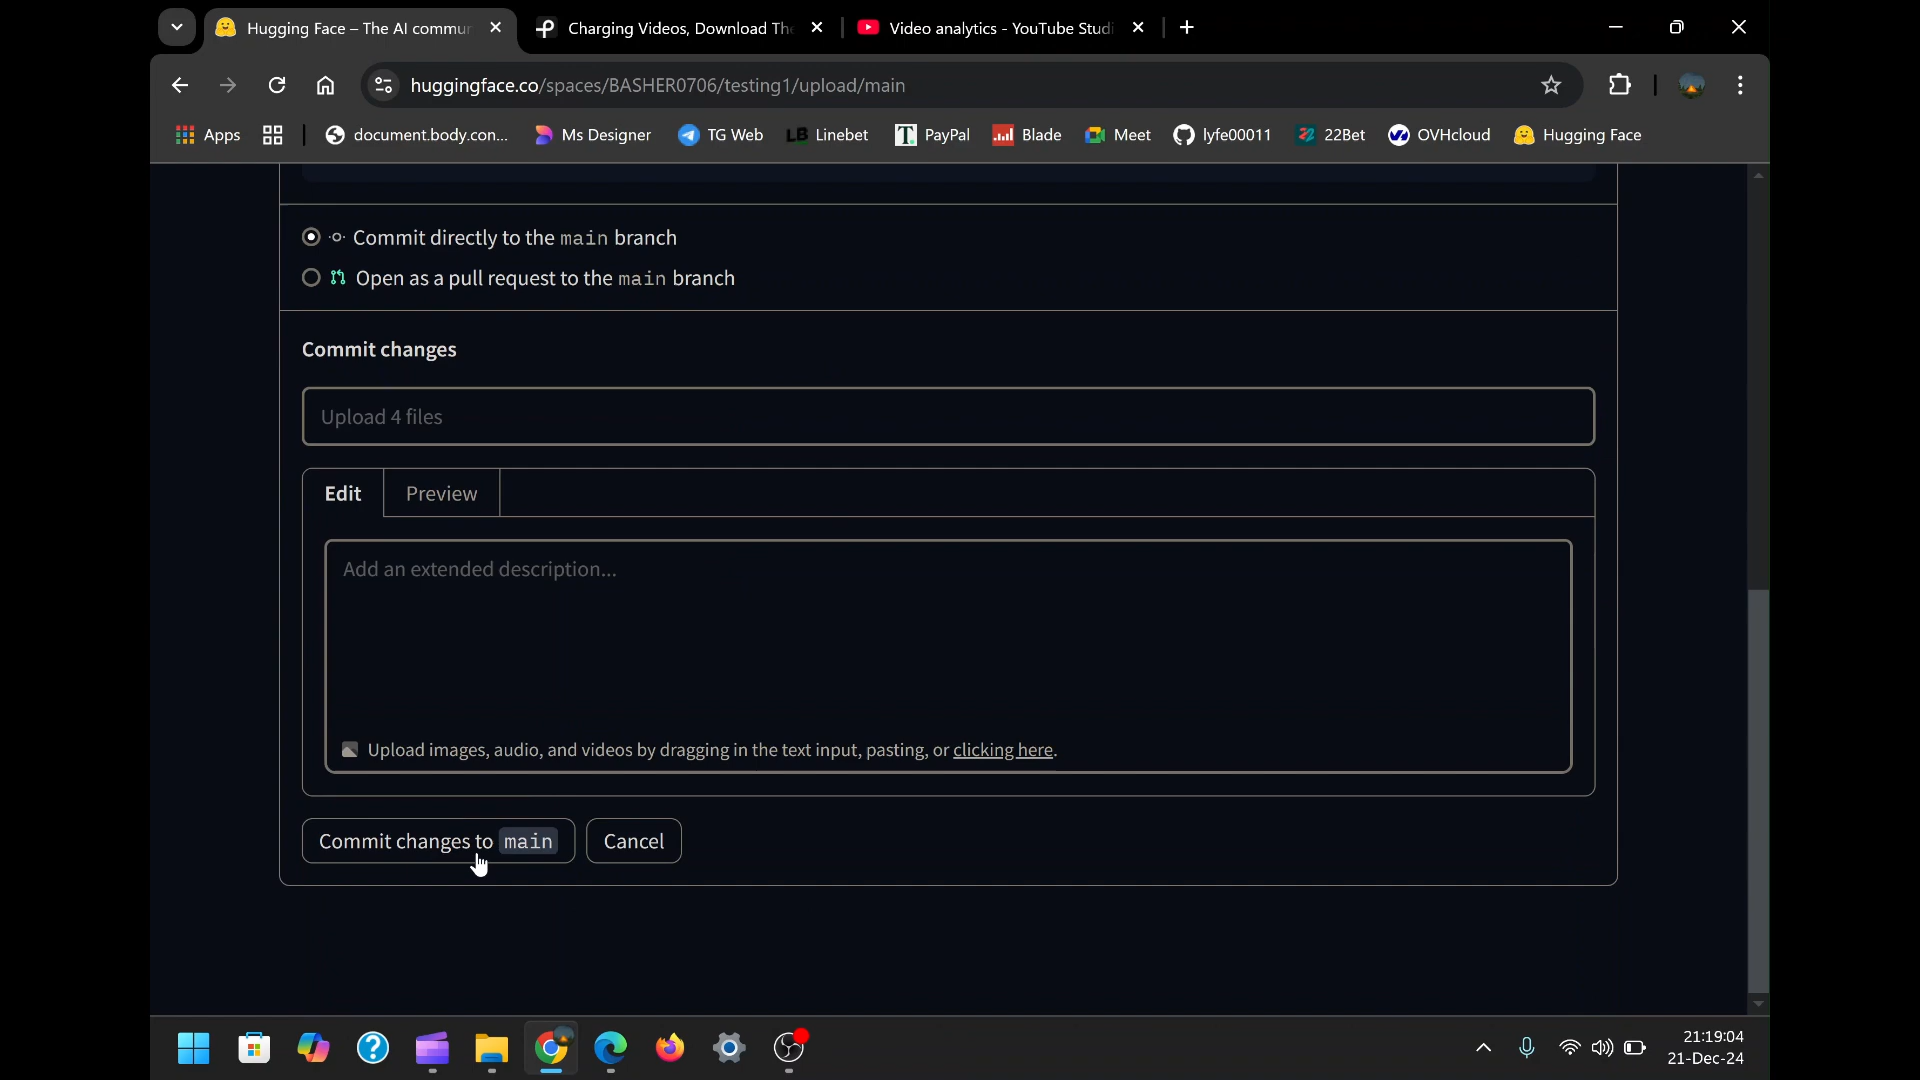 Hugging Face – The AI commu
Charging Videos, Download The
Video analytics - YouTube Studi
huggingface.co/spaces/BASHER0706/testing1/upload/main
Apps
document.body.con...
Ms Designer
TG Web
LB Linebet
T PayPal
Blade
Meet
lyfe00011
22 22Bet
OVHcloud
Hugging Face
Commit directly to the main branch
Open as a pull request to the main branch
Commit changes
Upload 4 files
Edit
Preview
Add an extended description...
Upload images, audio, and videos by dragging in the text input, pasting, or clicking here.
Commit changes to main
Cancel
21:19:04
21-Dec-24